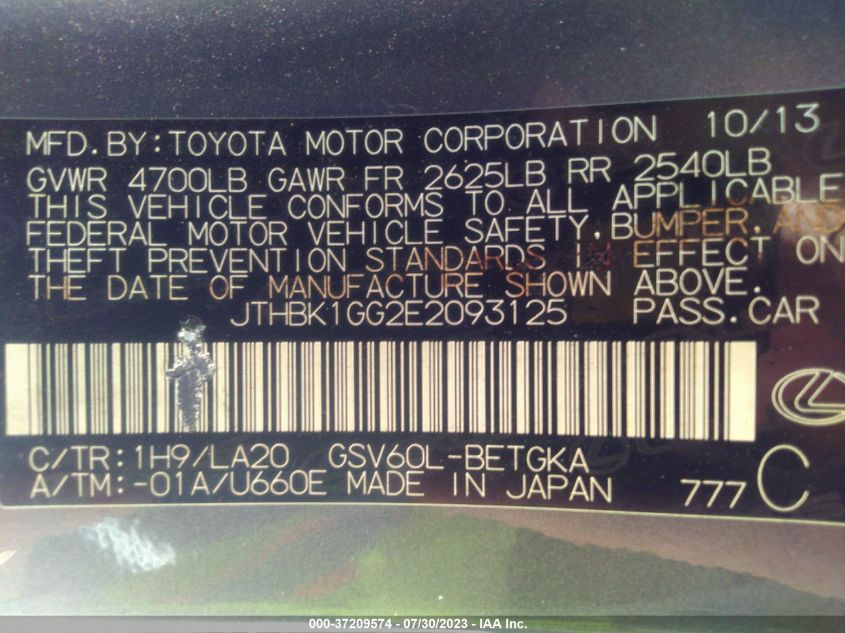 MFD.BY:TOYOTA MOTOR CORPORATION 10/13
GVWR 4700LB GAWR FR 2625LB RR 2540LB
THIS VEHICLE CONFORMS TO ALL APPLICABLE
FEDERAL MOTOR VEHICLE SAFETY, BUMPER, AND
THEFT PREVENTION STANDARDS IN EFFECT ON
THE DATE OF MANUFACTURE SHOWN ABOVE.
JTHBK1GG2E2093125 PASS.CAR
C/TR:1H9/LA20 GSV60L-BETGKA
A/TM:-01A/U660E MADE IN JAPAN 777 C
000-37209574 - 07/30/2023 - IAA Inc.